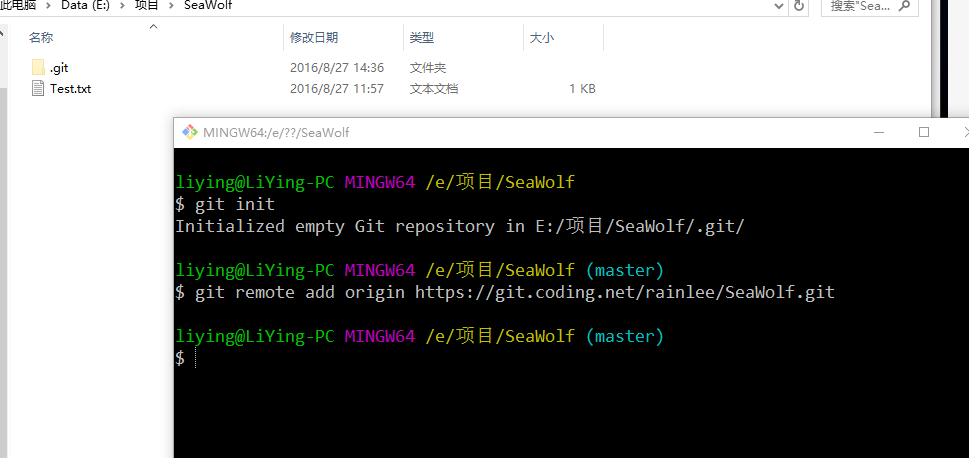 此电脑 > Data (E:) > 项目 > SeaWolf
搜索"Sea...
名称 修改日期 类型 大小
.git 2016/8/27 14:36 文件夹
Test.txt 2016/8/27 11:57 文本文档 1 KB
MINGW64:/e/??/SeaWolf
liying@LiYing-PC MINGW64 /e/项目/SeaWolf
$ git init
Initialized empty Git repository in E:/项目/SeaWolf/.git/
liying@LiYing-PC MINGW64 /e/项目/SeaWolf (master)
$ git remote add origin https://git.coding.net/rainlee/SeaWolf.git
liying@LiYing-PC MINGW64 /e/项目/SeaWolf (master)
$